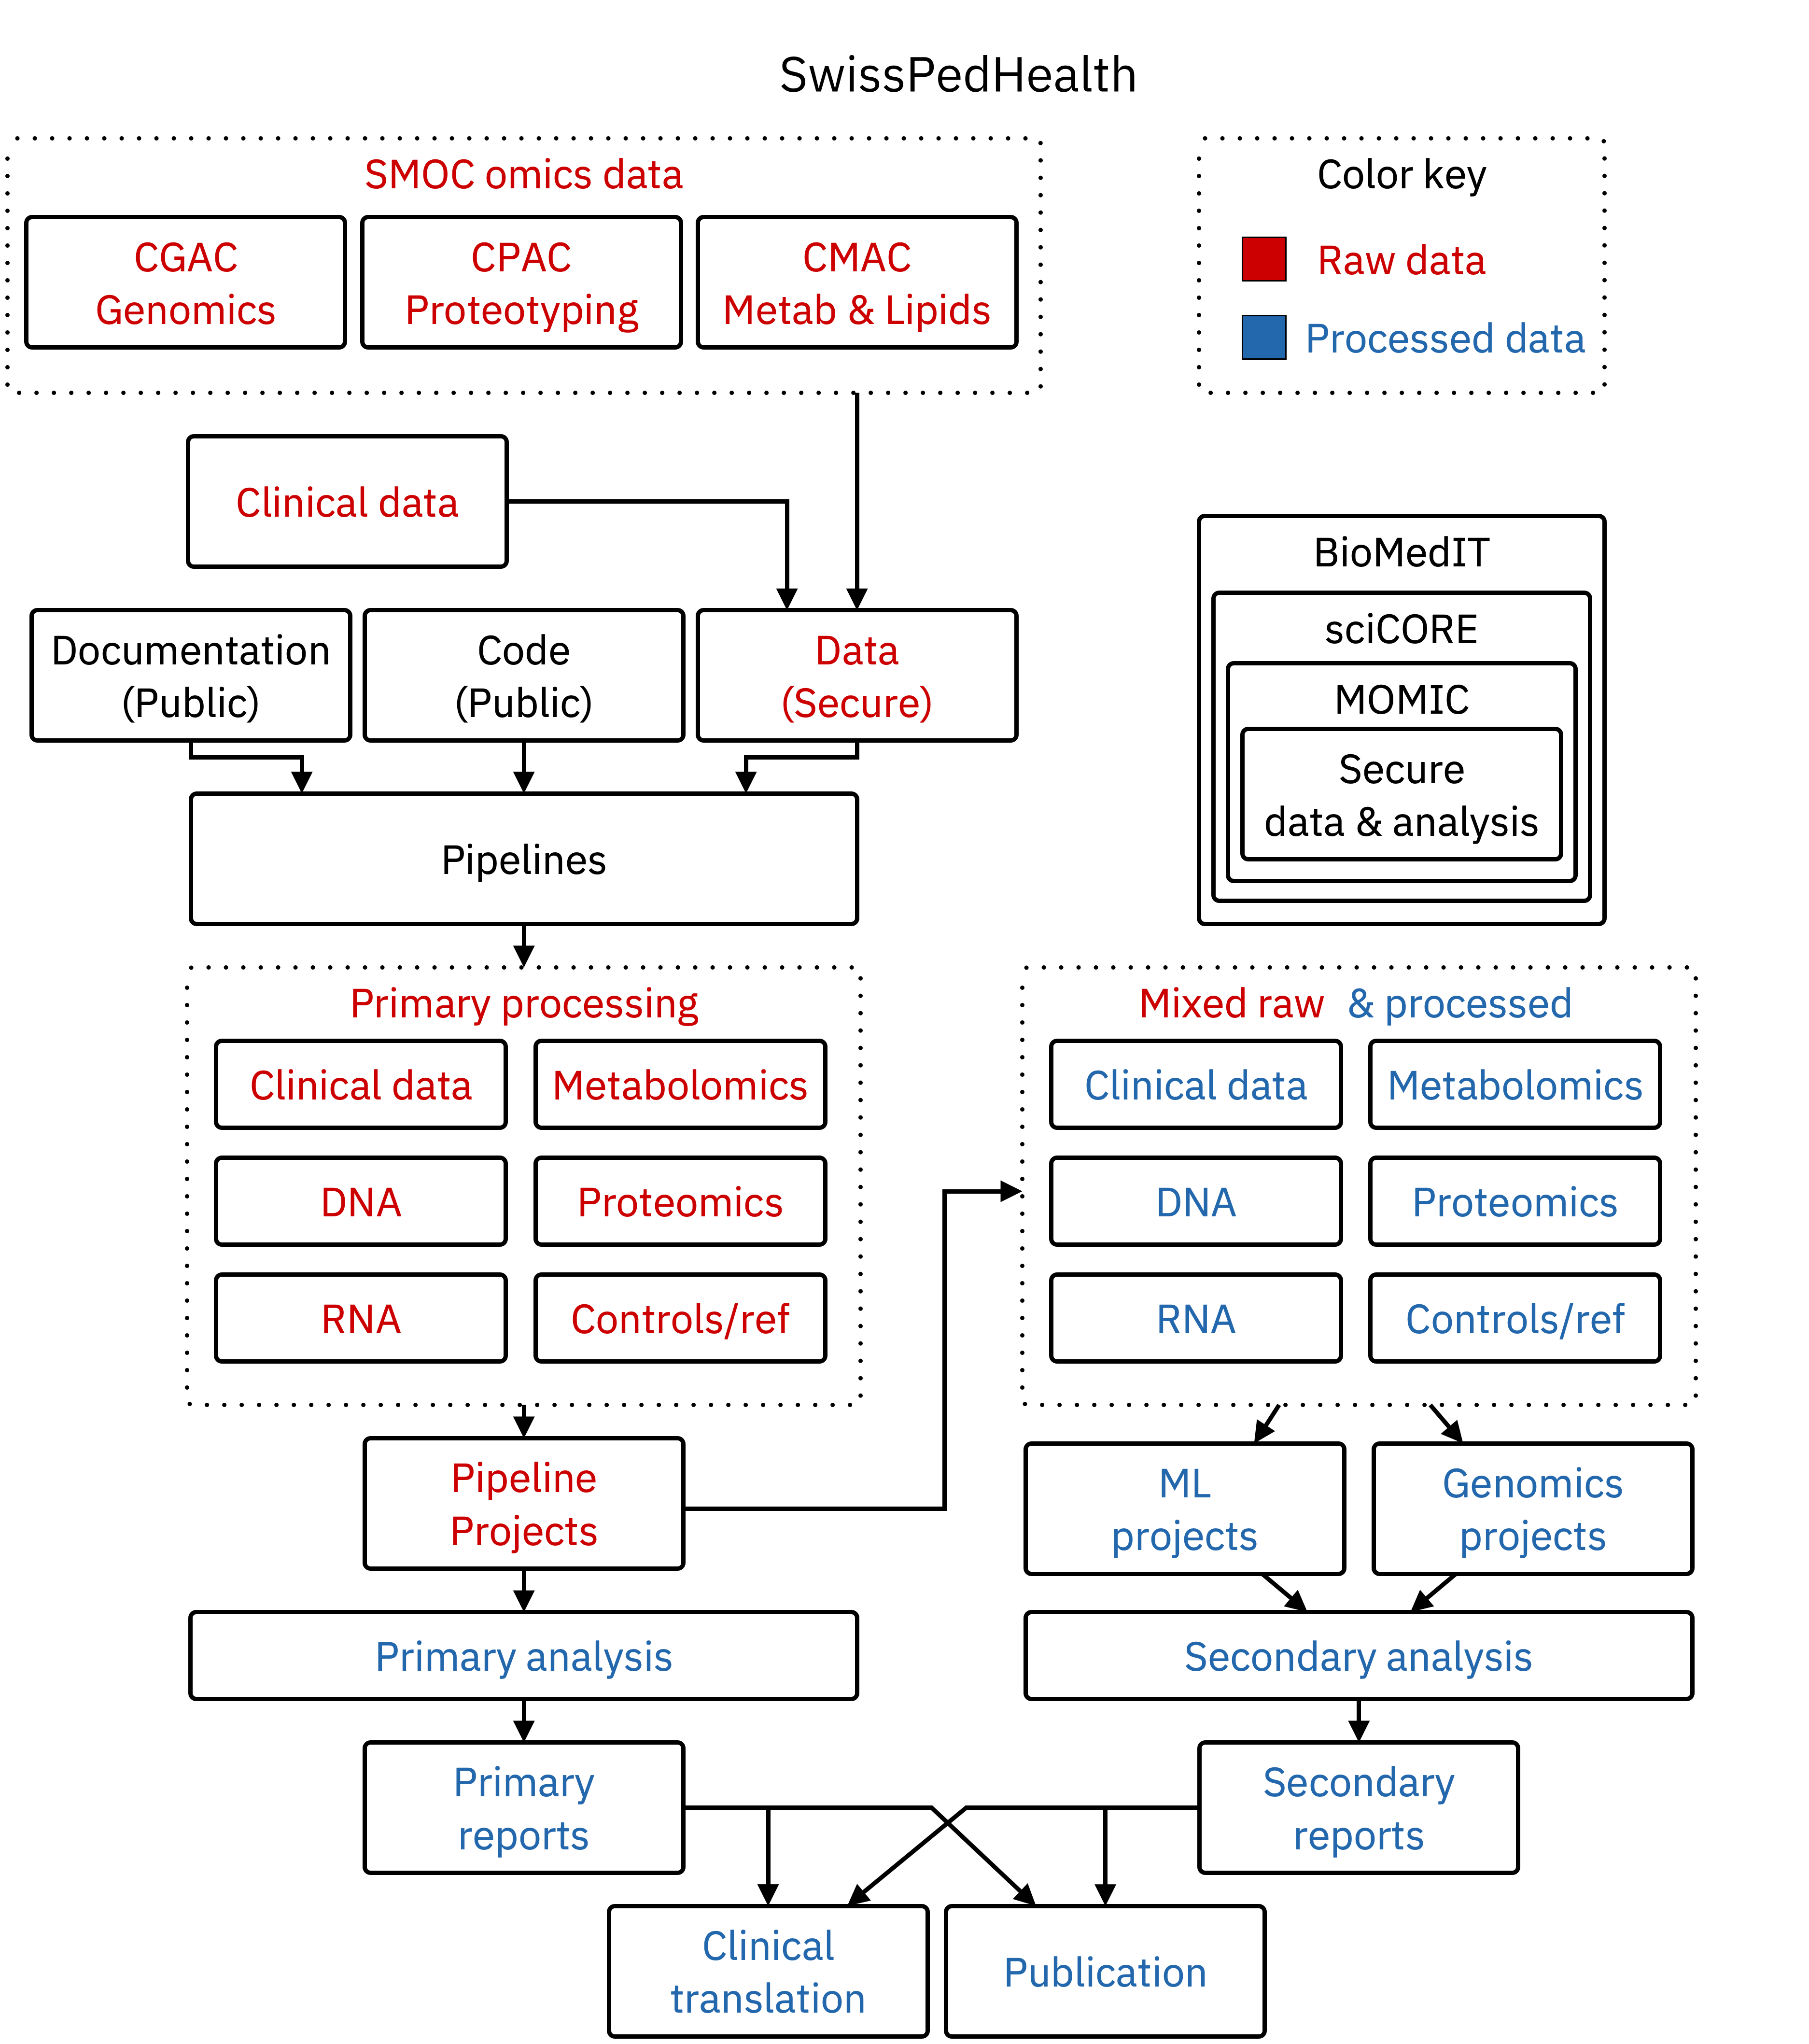 SwissPedHealth
SMOC omics data
CGAC
Genomics
CPAC
Proteotyping
CMAC
Metab & Lipids
Color key
Raw data
Processed data
Clinical data
Documentation
(Public)
Code
(Public)
Data
(Secure)
BioMedIT
sciCORE
MOMIC
Secure
data & analysis
Pipelines
Primary processing
Clinical data
Metabolomics
DNA
Proteomics
RNA
Controls/ref
Mixed raw & processed
Clinical data
Metabolomics
DNA
Proteomics
RNA
Controls/ref
Pipeline
Projects
ML
projects
Genomics
projects
Primary analysis
Secondary analysis
Primary
reports
Secondary
reports
Clinical
translation
Publication